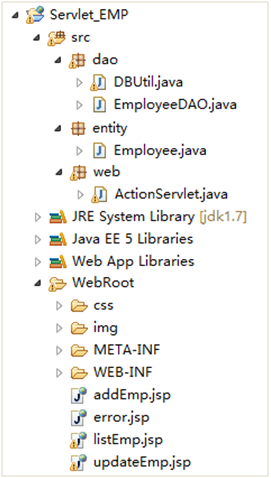 Servlet_EMP
src
dao
DBUtil.java
EmployeeDAO.java
entity
Employee.java
web
ActionServlet.java
JRE System Library [jdk1.7]
Java EE 5 Libraries
Web App Libraries
WebRoot
css
img
META-INF
WEB-INF
addEmp.jsp
error.jsp
listEmp.jsp
updateEmp.jsp